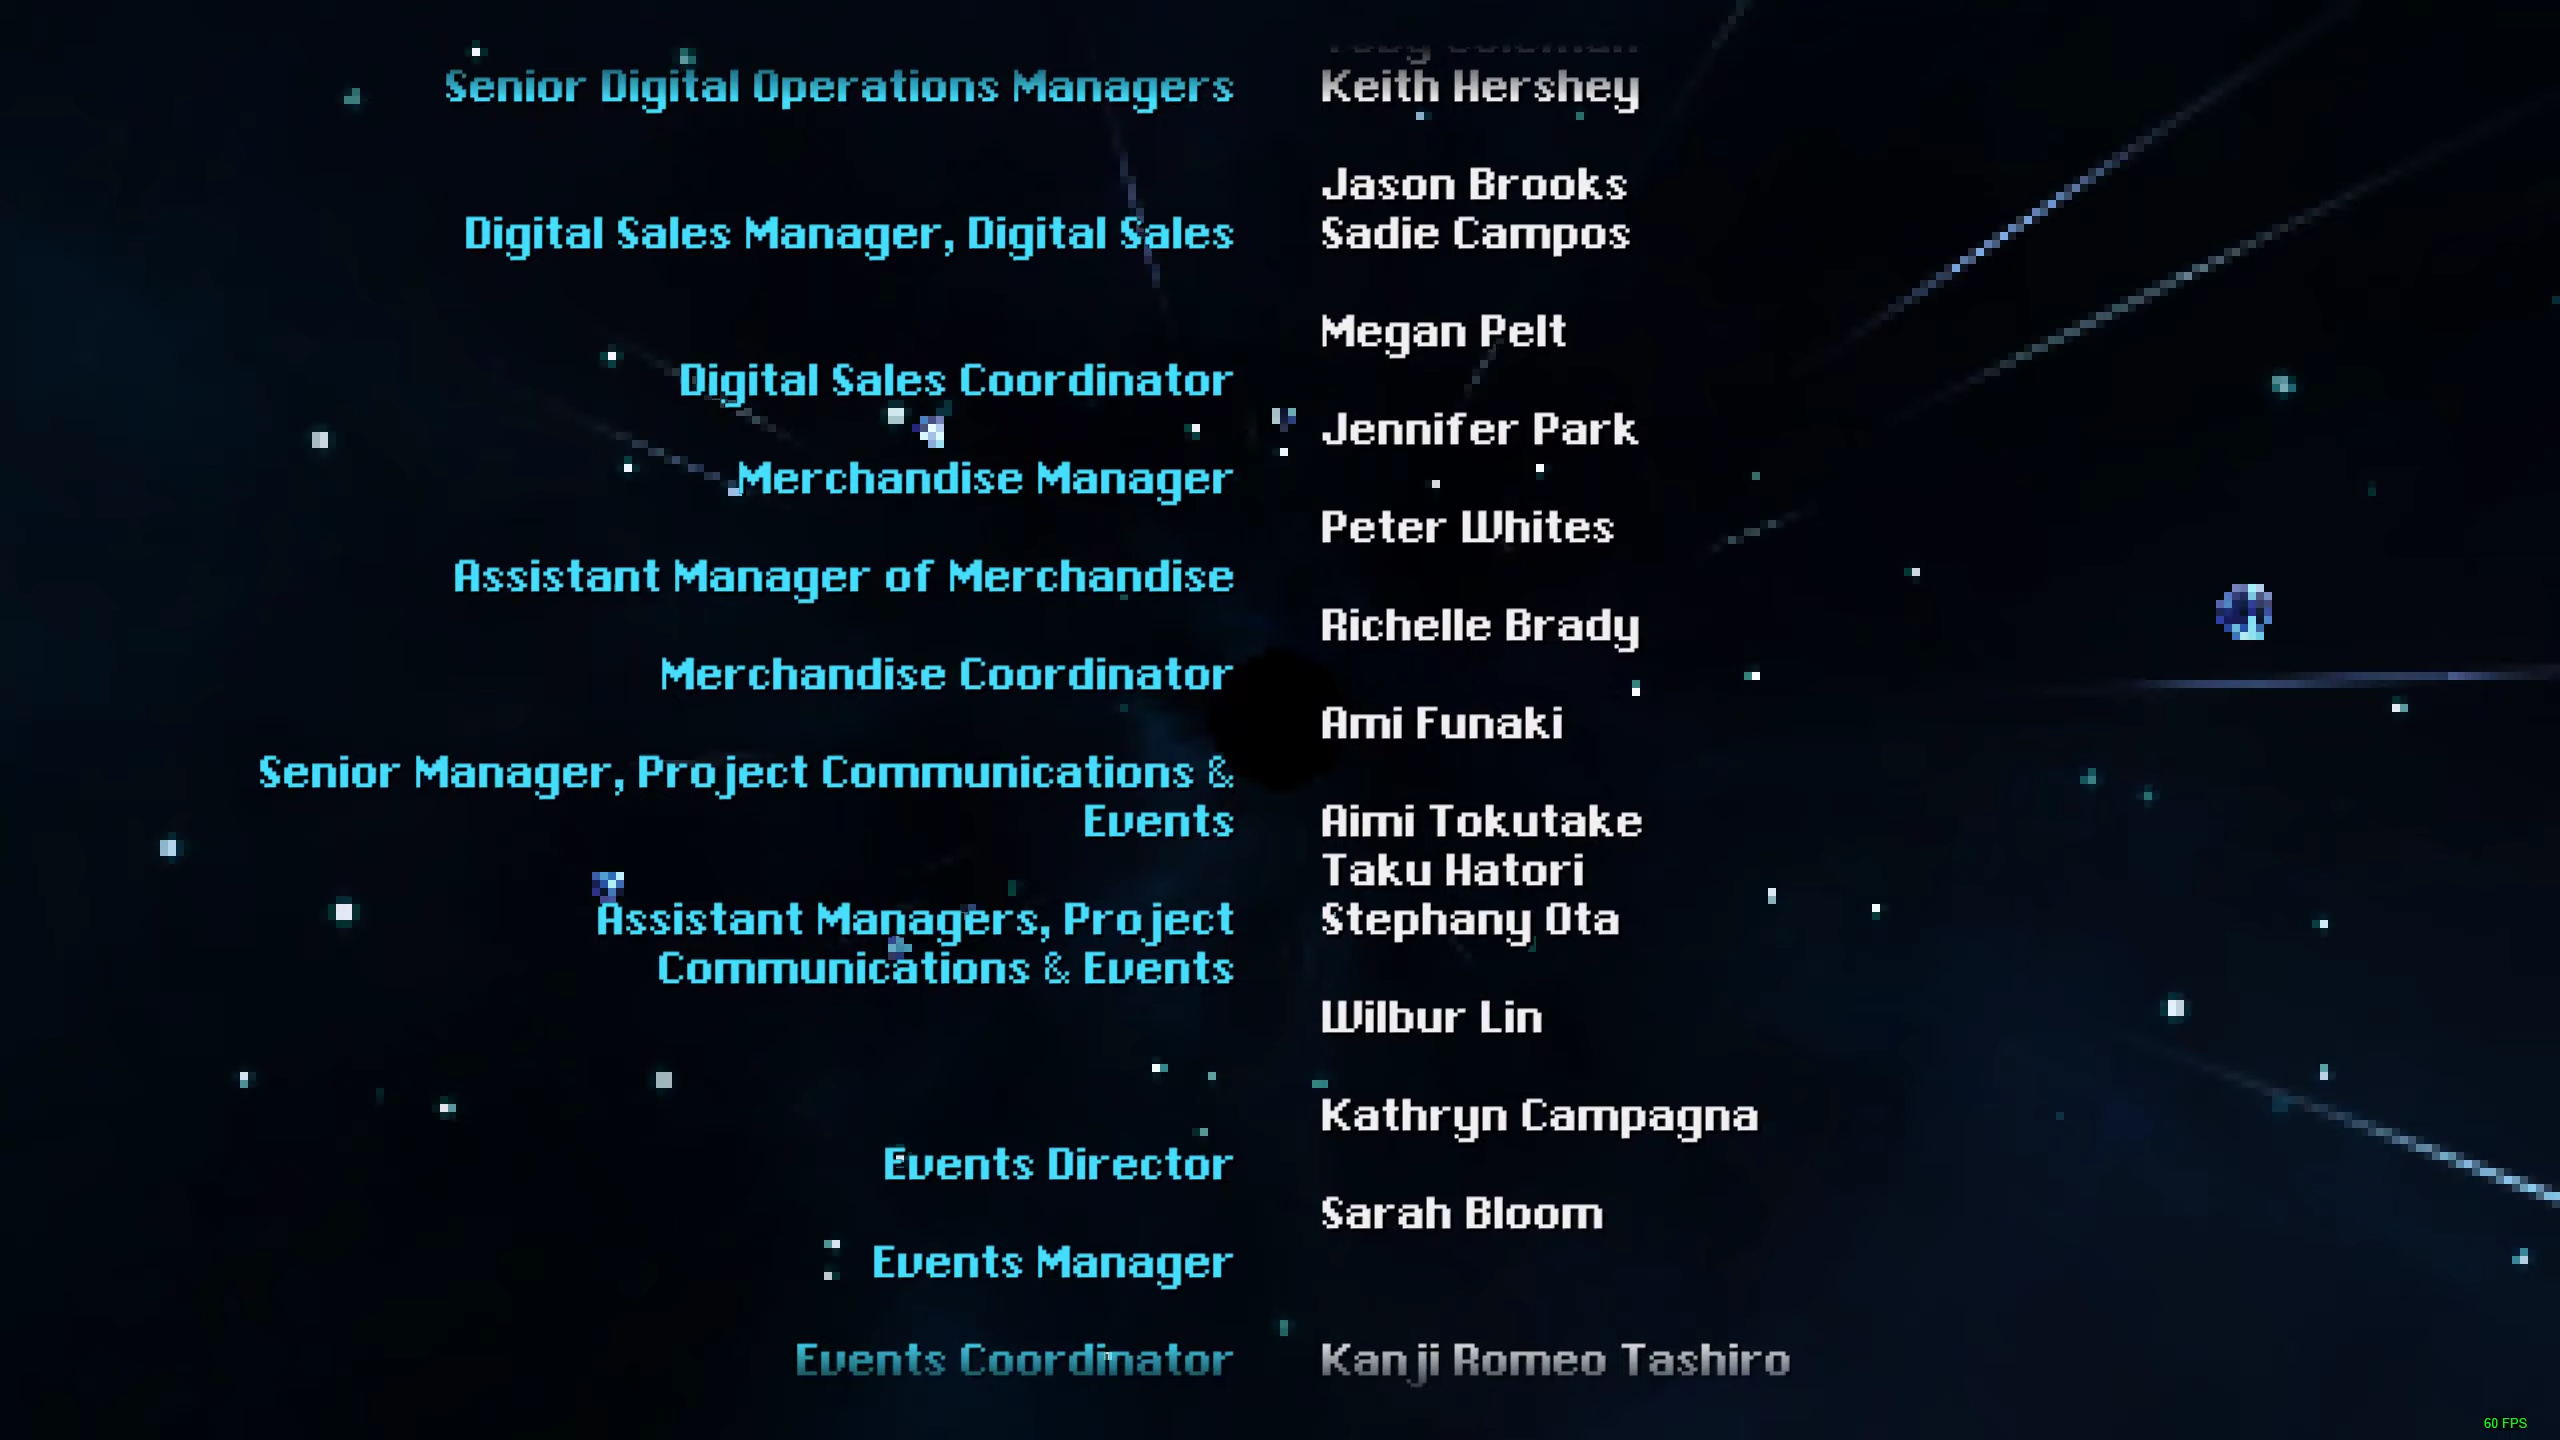 Senior Digital Operations Managers Keith Hershey
Jason Brooks
Digital Sales Manager, Digital Sales Sadie Campos
Megan Pelt
Digital Sales Coordinator
Jennifer Park
Merchandise Manager
Peter Whites
Assistant Manager of Merchandise
Richelle Brady
Merchandise Coordinator
Ami Funaki
Senior Manager, Project Communications &
Events Aimi Tokutake
Taku Hatori
Assistant Managers, Project Stephany Ota
Communications & Events
Wilbur Lin
Kathryn Campagna
Events Director
Sarah Bloom
Events Manager
Events Coordinator Kanji Romeo Tashiro
60 FPS